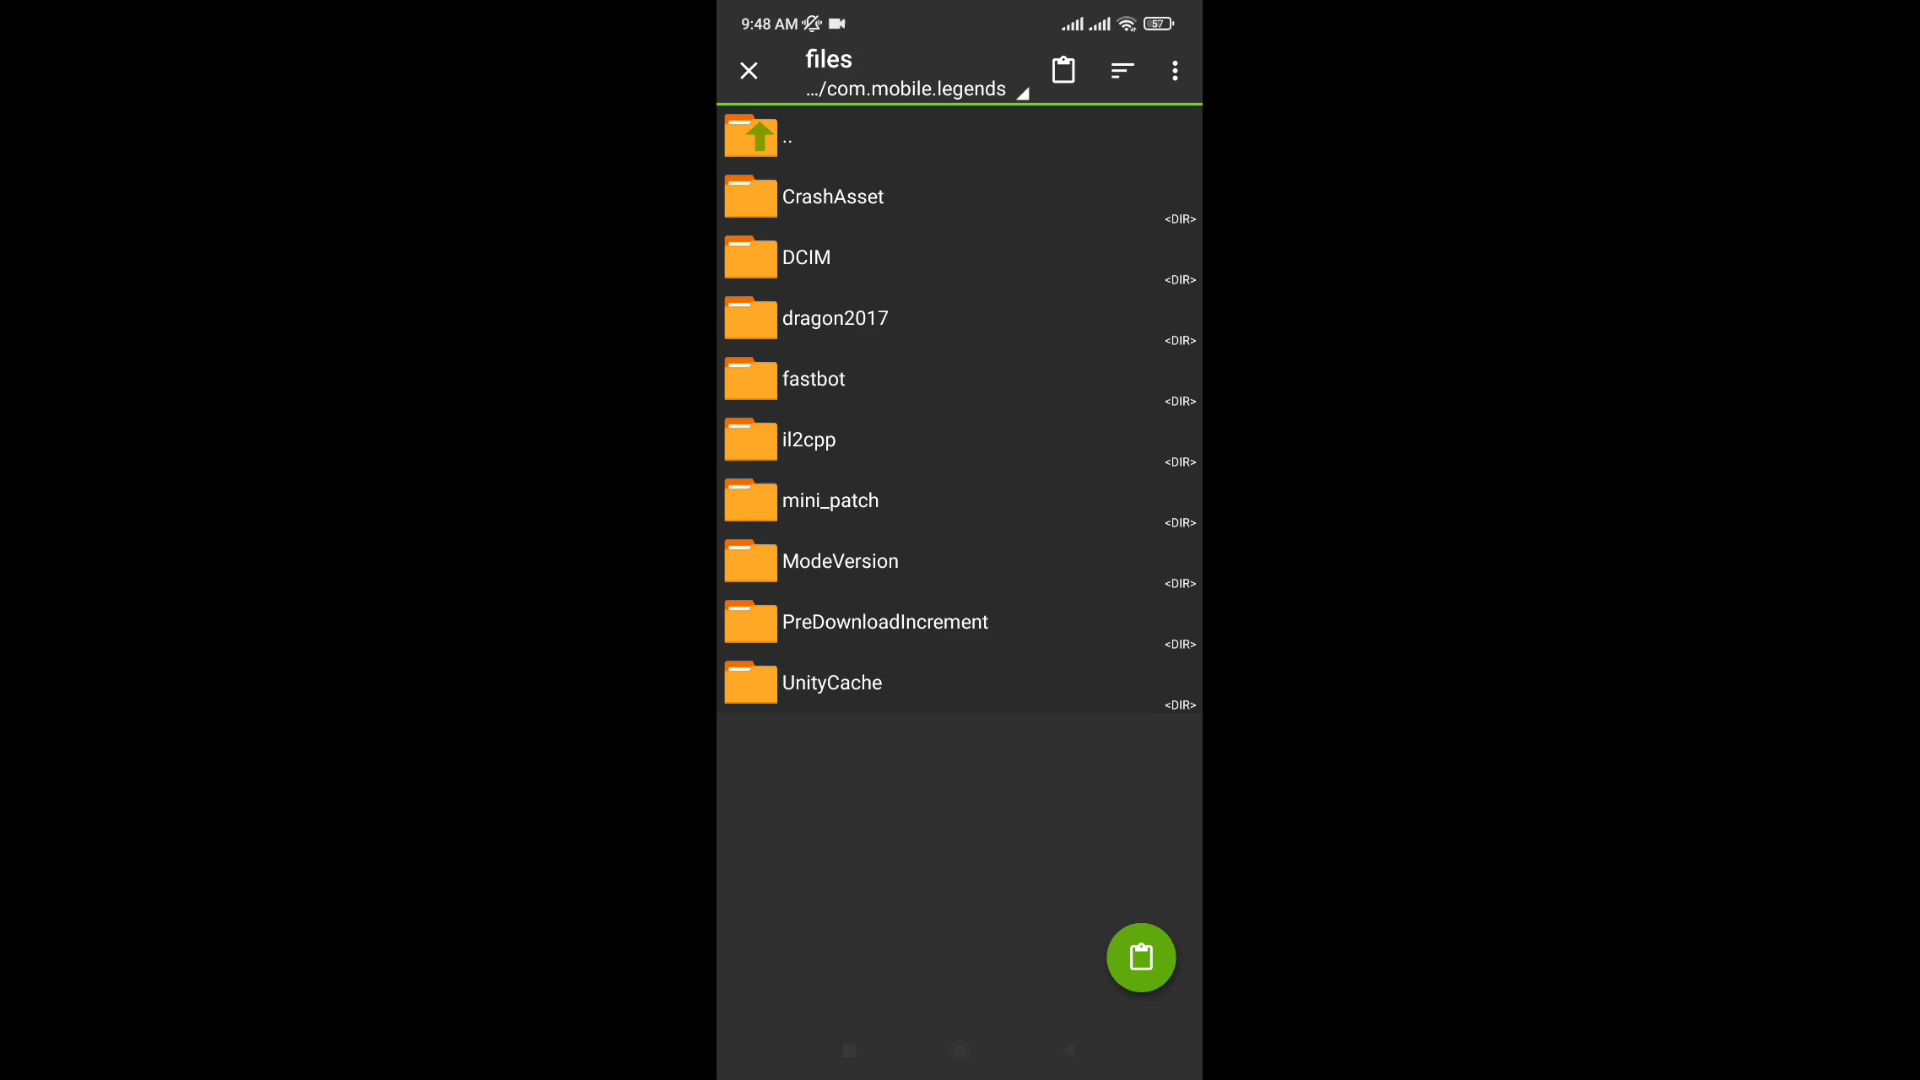 9:48 AM
57
files
.../com.mobile.legends
..
CrashAsset
<DIR>
DCIM
<DIR>
dragon2017
<DIR>
fastbot
<DIR>
il2cpp
<DIR>
mini_patch
<DIR>
ModeVersion
<DIR>
PreDownloadIncrement
<DIR>
UnityCache
<DIR>